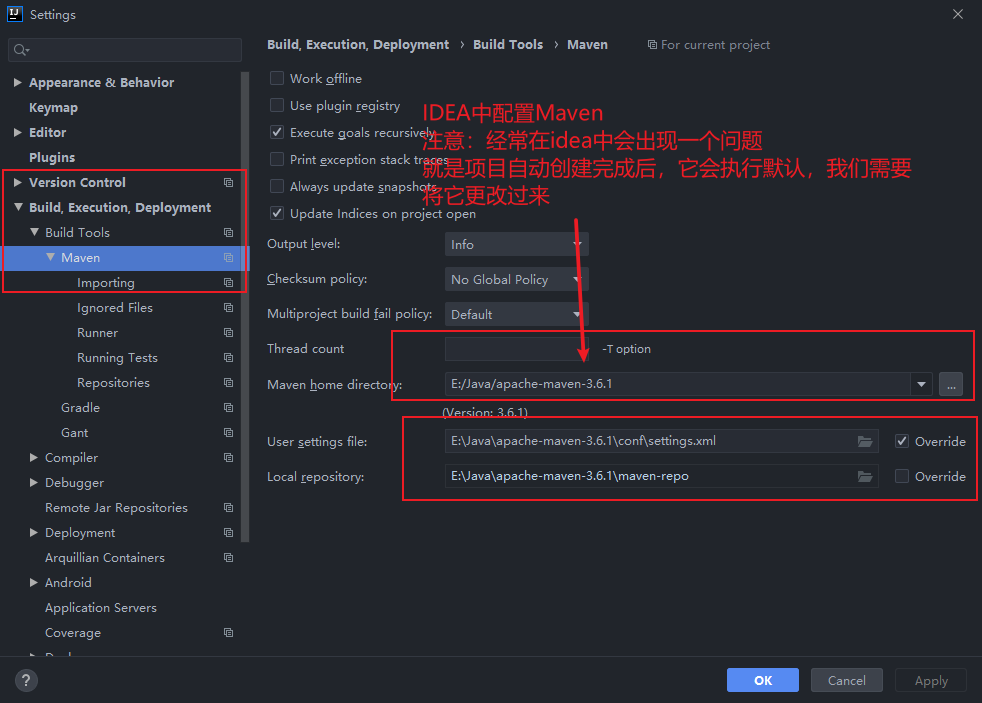 Settings
Build, Execution, Deployment › Build Tools › Maven For current project
Appearance & Behavior
Keymap
Editor
Plugins
Version Control
Build, Execution, Deployment
Build Tools
Maven
Importing
Ignored Files
Runner
Running Tests
Repositories
Gradle
Gant
Compiler
Debugger
Remote Jar Repositories
Deployment
Arquillian Containers
Android
Application Servers
Coverage
Work offline
Use plugin registry
Execute goals recursively
Print exception stack traces
Always update snapshots
Update Indices on project open
IDEA中配置Maven
注意：经常在idea中会出现一个问题
就是项目自动创建完成后，它会执行默认，我们需要
将它更改过来
Output level: Info
Checksum policy: No Global Policy
Multiproject build fail policy: Default
Thread count -T option
Maven home directory: E:/Java/apache-maven-3.6.1 ...
(Version: 3.6.1)
User settings file: E:\Java\apache-maven-3.6.1\conf\settings.xml Override
Local repository: E:\Java\apache-maven-3.6.1\maven-repo Override
? OK Cancel Apply